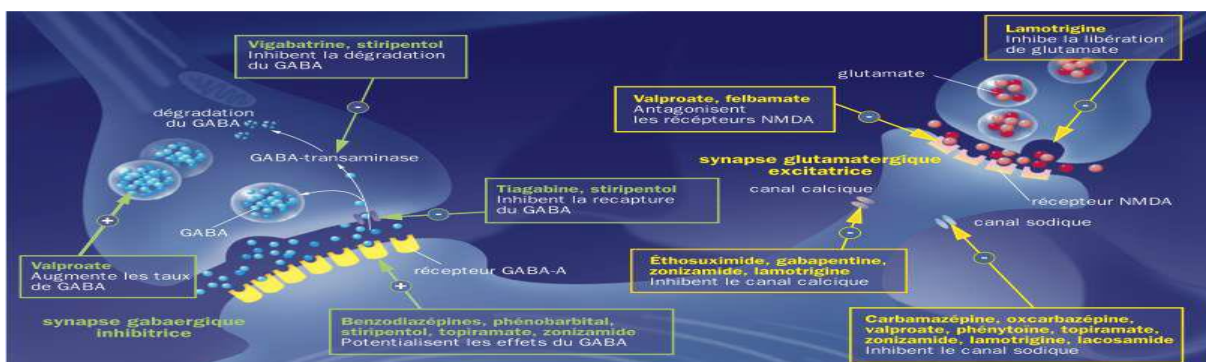 Vigabatrine, stiripentol
Inhibent la dégradation
du GABA
dégradation
du GABA
GABA-transaminase
GABA
Valproate
Augmente les taux
de GABA
synapse gabaergique
inhibitrice
Tiagabine, stiripentol
Inhibent la recapture
du GABA
récepteur GABA-A
Benzodiazépines, phénobarbital,
stiripentol, topiramate, zonizamide
Potentialisent les effets du GABA
Lamotrigine
Inhibe la libération
de glutamate
glutamate
Valproate, felbamate
Antagonisent
les récépteurs NMDA
synapse glutamatergique
excitatrice
canal calcique
récepteur NMDA
canal sodique
Éthosuximide, gabapentine,
zonizamide, lamotrigine
Inhibent le canal calcique
Carbamazépine, oxcarbazépine,
valproate, phénytoïne, topiramate,
zonizamide, lamotrigine, lacosamide
Inhibent le canal sodique